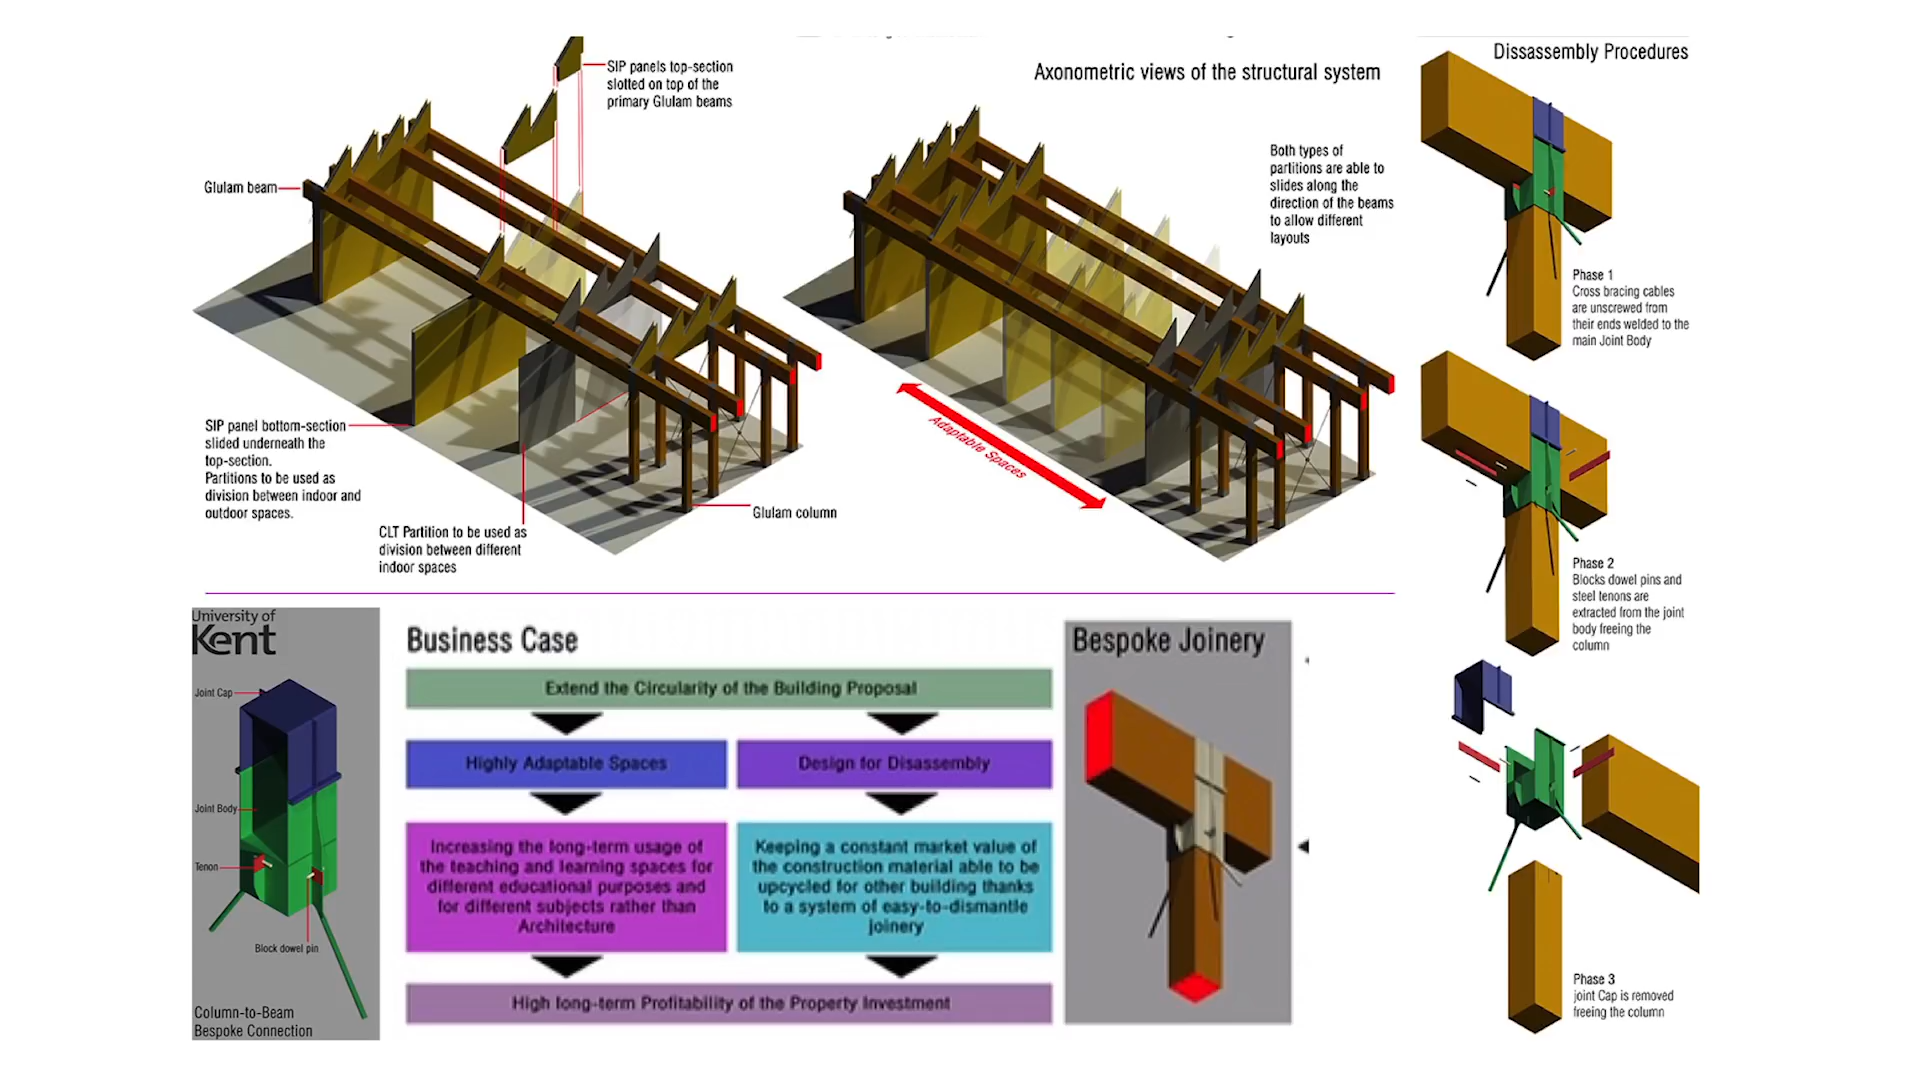 SIP panels top-section
slotted on top of the
primary Glulam beams
Glulam beam
SIP panel bottom-section
slided underneath the
top-section.
Partitions to be used as
division between indoor and
outdoor spaces.
CLT Partition to be used as
division between different
indoor spaces
Glulam column
Axonometric views of the structural system
Both types of
partitions are able to
slides along the
direction of the beams
to allow different
layouts
Adaptable Spaces
Dissassembly Procedures
Phase 1
Cross bracing cables
are unscrewed from
their ends welded to the
main Joint Body
Phase 2
Blocks dowel pins and
steel tenons are
extracted from the joint
body freeing the
column
Phase 3
joint Cap is removed
freeing the column
University of
Kent
Joint Cap
Joint Body
Tenon
Block dowel pin
Column-to-Beam
Bespoke Connection
Business Case
Extend the Circularity of the Building Proposal
Highly Adaptable Spaces
Design for Disassembly
Increasing the long-term usage of
the teaching and learning spaces for
different educational purposes and
for different subjects rather than
Architecture
Keeping a constant market value of
the construction material able to be
upcycled for other building thanks
to a system of easy-to-dismantle
joinery
High long-term Profitability of the Property Investment
Bespoke Joinery